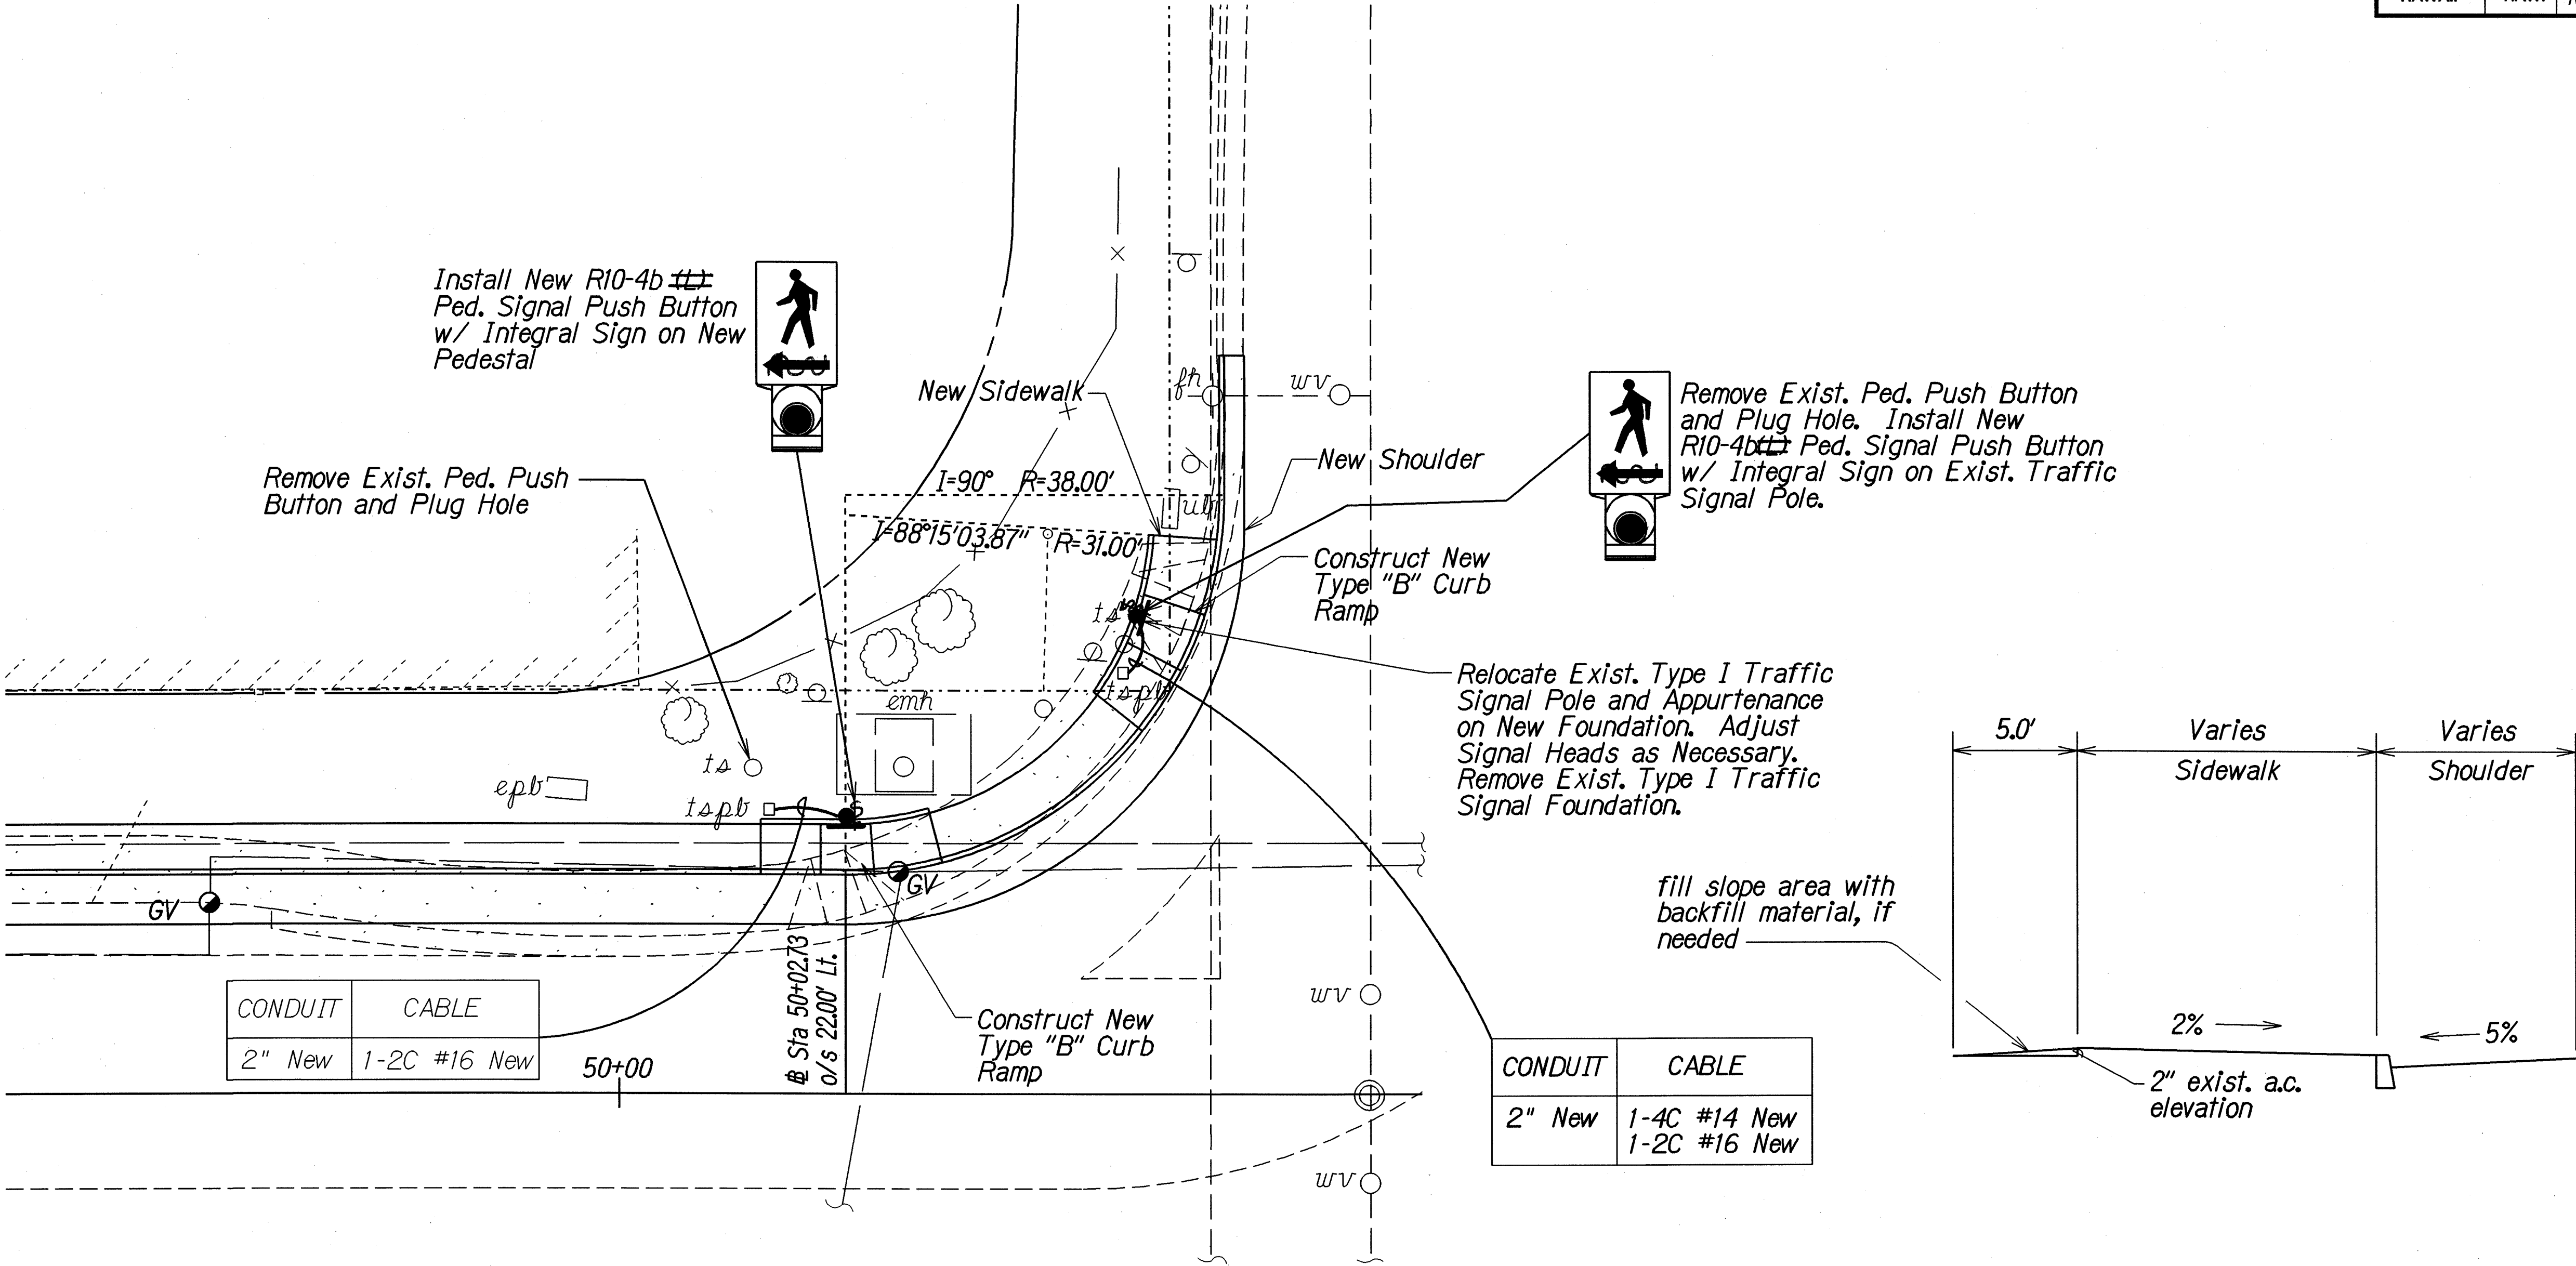 Install New R10-4b (L)
Ped. Signal Push Button
w/ Integral Sign on New
Pedestal
Remove Exist. Ped. Push
Button and Plug Hole
New Sidewalk
fh
wv
New Shoulder
I=90° R=38.00'
I=88°15'03.87" R=31.00'
Remove Exist. Ped. Push Button
and Plug Hole. Install New
R10-4b(L) Ped. Signal Push Button
w/ Integral Sign on Exist. Traffic
Signal Pole.
Construct New
Type "B" Curb
Ramp
ts
tspb
Relocate Exist. Type I Traffic
Signal Pole and Appurtenance
on New Foundation. Adjust
Signal Heads as Necessary.
Remove Exist. Type I Traffic
Signal Foundation.
emh
ts
epb
tspb
S
GV
GV
B Sta 50+02.73
o/s 22.00' Lt.
Construct New
Type "B" Curb
Ramp
CONDUIT CABLE
2" New 1-2C #16 New
50+00
wv
wv
CONDUIT CABLE
2" New 1-4C #14 New
1-2C #16 New
5.0' Varies Varies
Sidewalk Shoulder
fill slope area with
backfill material, if
needed
2% 5%
2" exist. a.c.
elevation